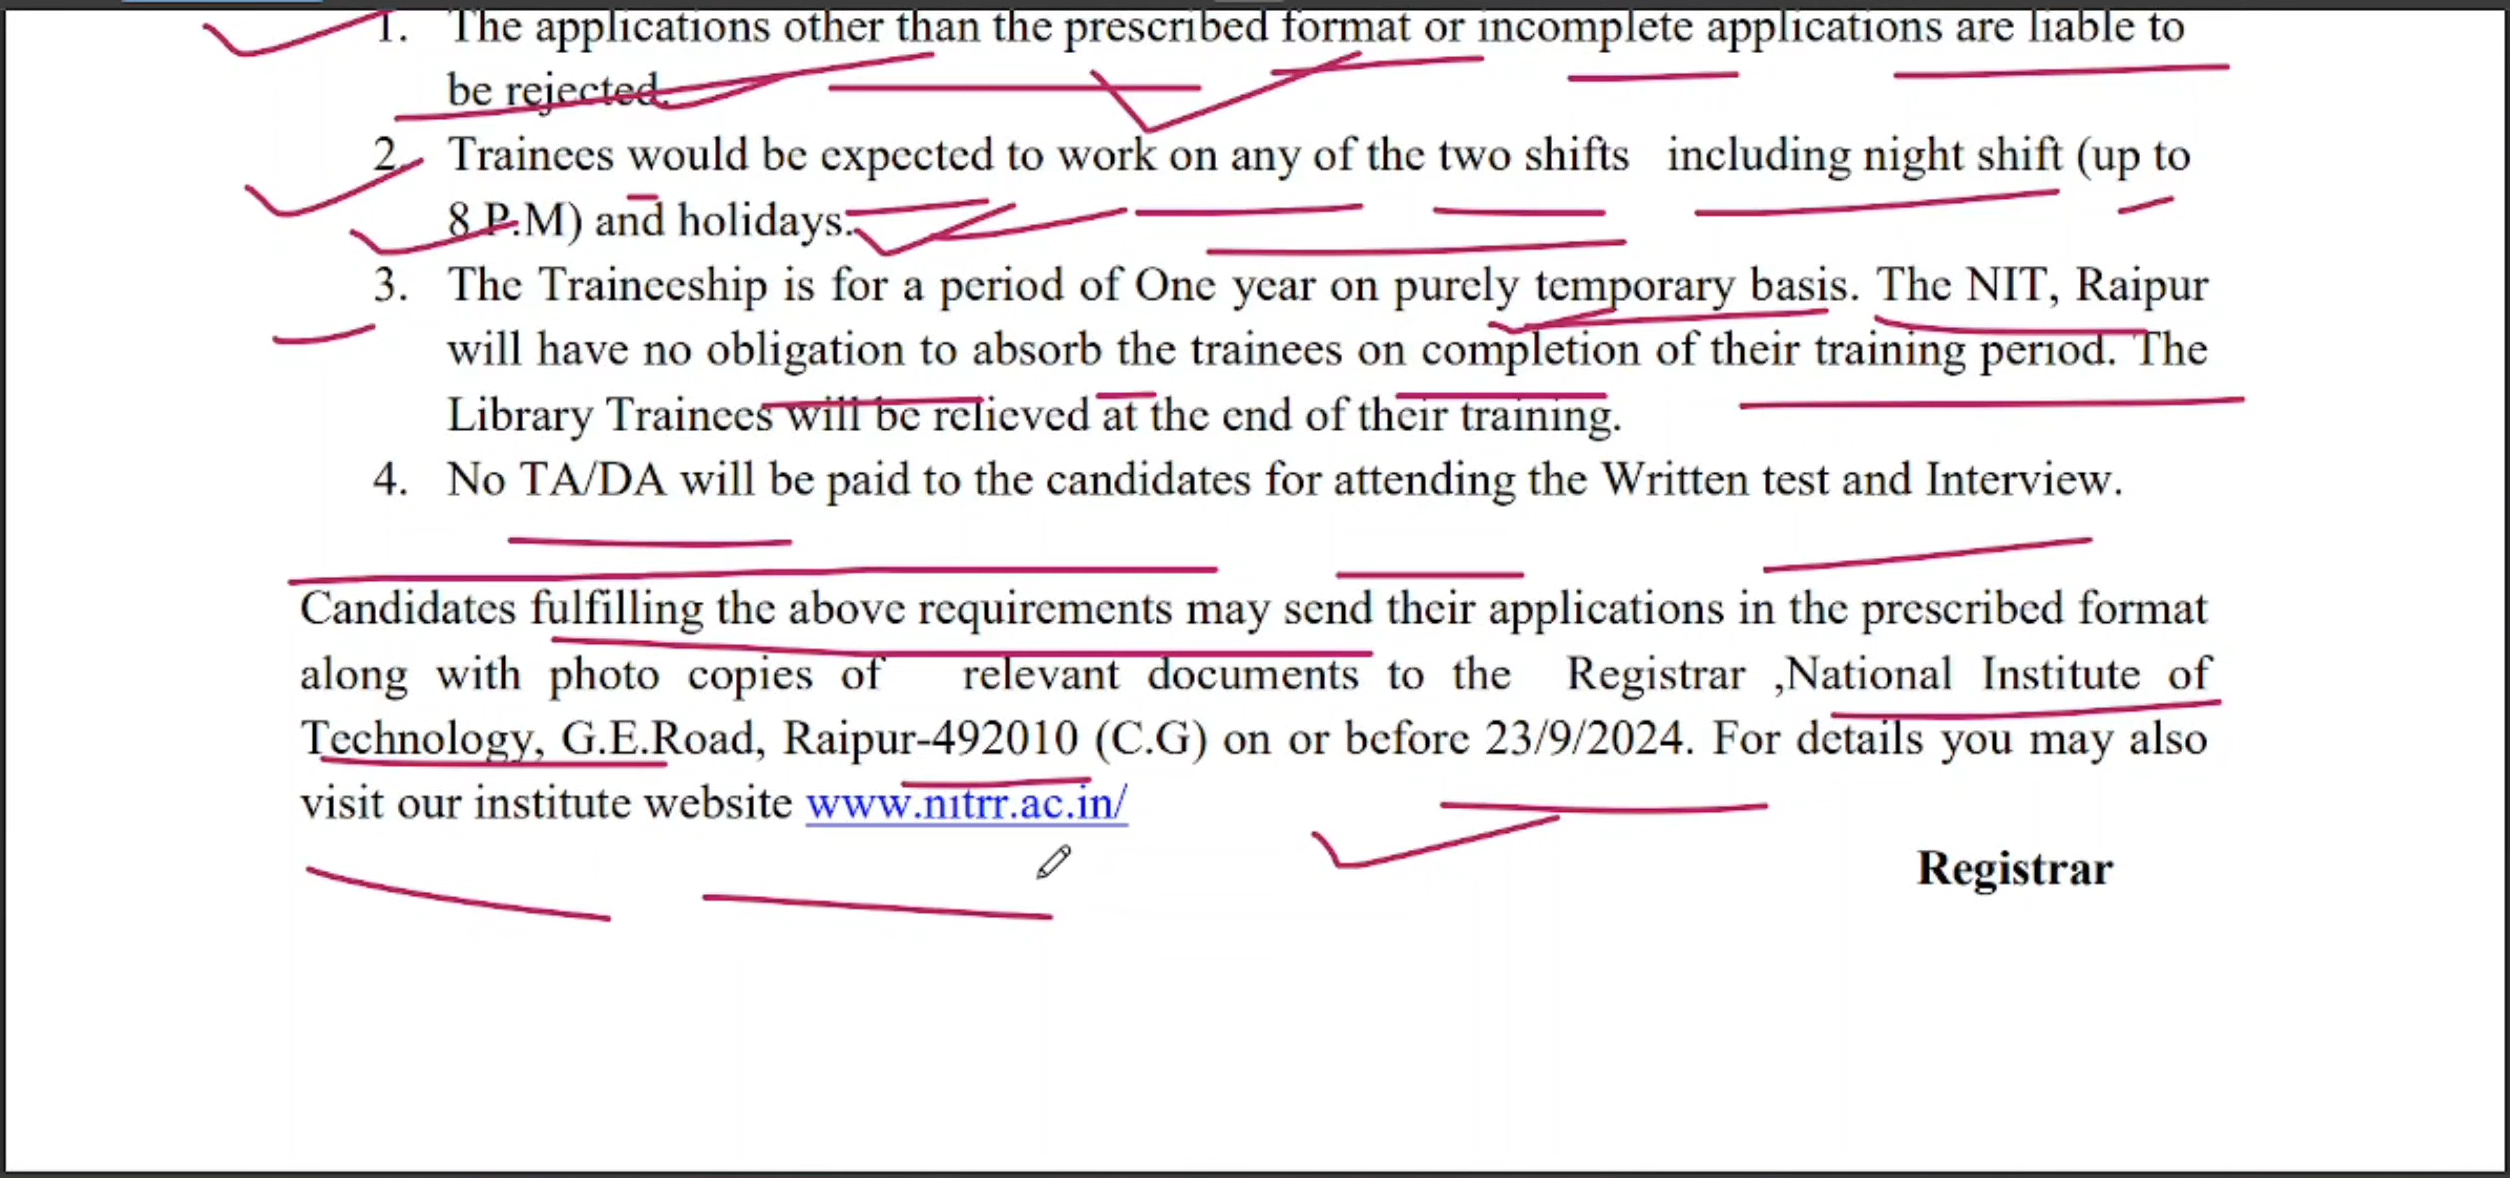 1. The applications other than the prescribed format or incomplete applications are liable to
be rejected.
2. Trainees would be expected to work on any of the two shifts including night shift (up to
8 P.M) and holidays.
3. The Traineeship is for a period of One year on purely temporary basis. The NIT, Raipur
will have no obligation to absorb the trainees on completion of their training period. The
Library Trainees will be relieved at the end of their training.
4. No TA/DA will be paid to the candidates for attending the Written test and Interview.
Candidates fulfilling the above requirements may send their applications in the prescribed format
along with photo copies of relevant documents to the Registrar ,National Institute of
Technology, G.E.Road, Raipur-492010 (C.G) on or before 23/9/2024. For details you may also
visit our institute website www.nitrr.ac.in/
Registrar